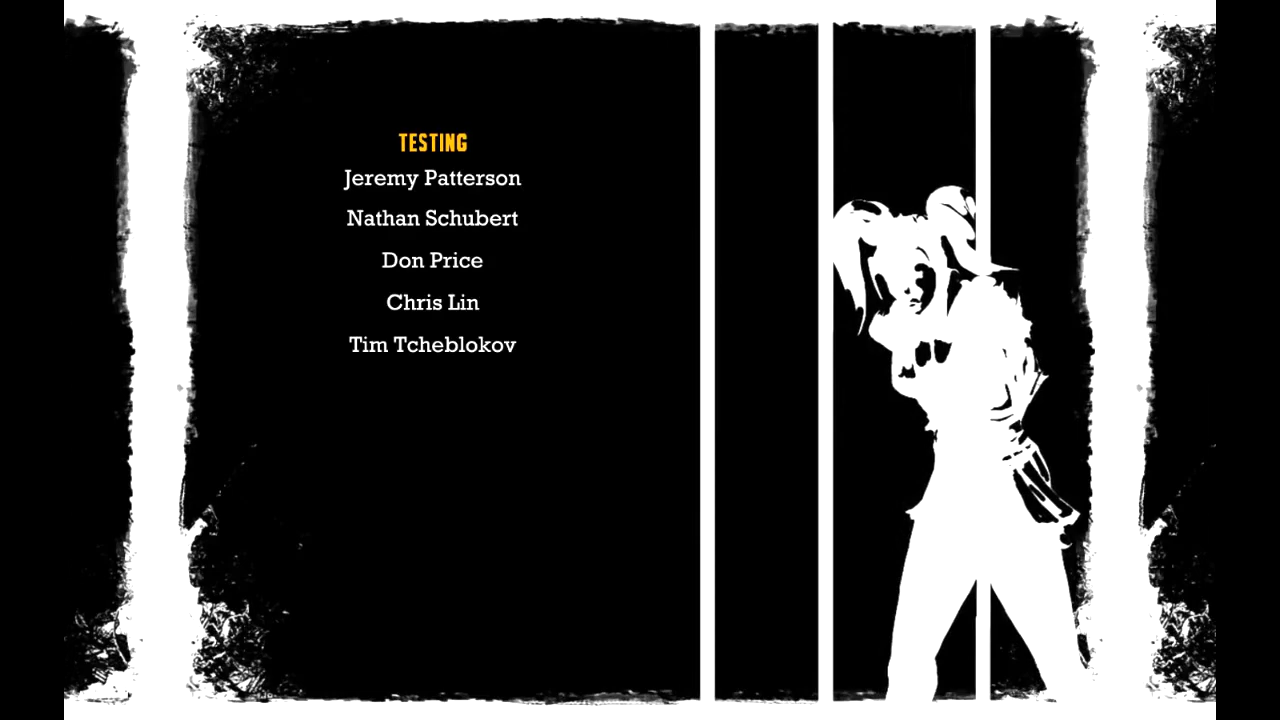 TESTING
Jeremy Patterson
Nathan Schubert
Don Price
Chris Lin
Tim Tcheblokov